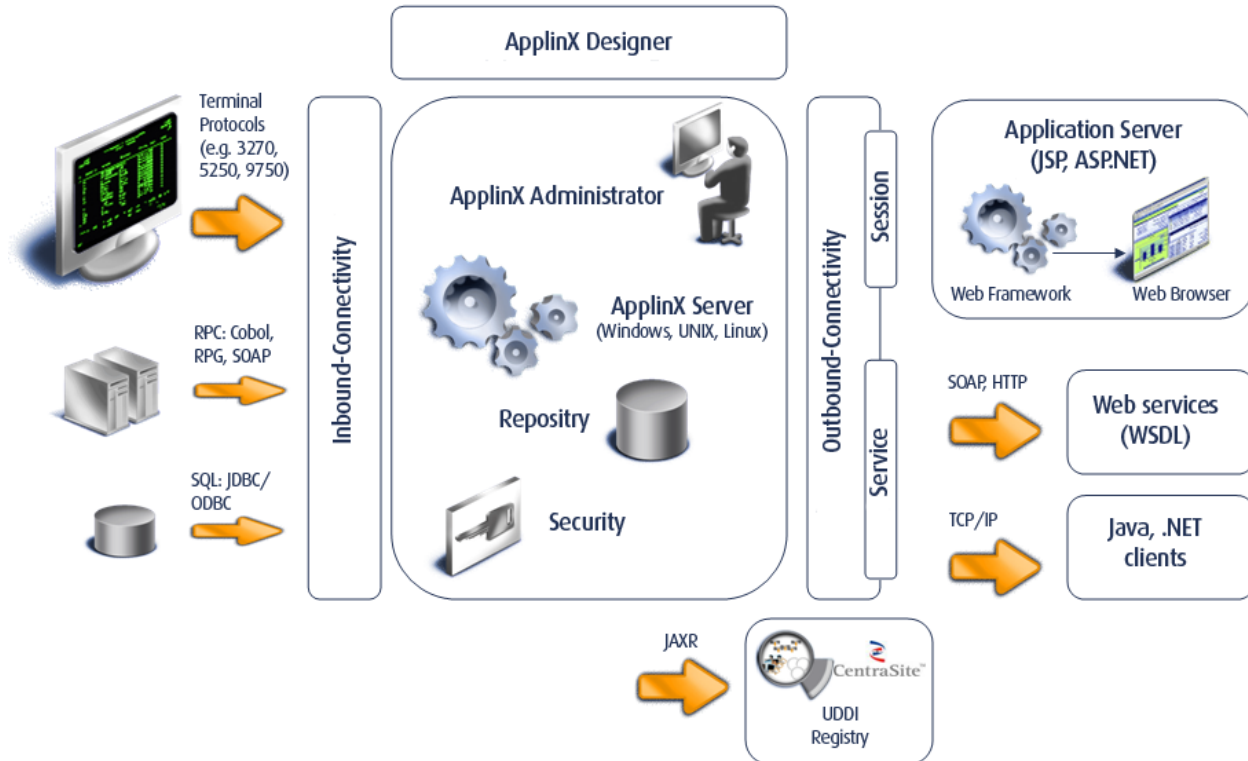 ApplinX Designer
Terminal
Protocols
(e.g. 3270,
5250, 9750)
RPC: Cobol,
RPG, SOAP
SQL: JDBC/
ODBC
Inbound-Connectivity
ApplinX Administrator
ApplinX Server
(Windows, UNIX, Linux)
Repositry
Security
Outbound-Connectivity
Session
Service
Application Server
(JSP, ASP.NET)
Web Framework
Web Browser
SOAP, HTTP
Web services
(WSDL)
TCP/IP
Java, .NET
clients
JAXR
CentraSite™
UDDI
Registry